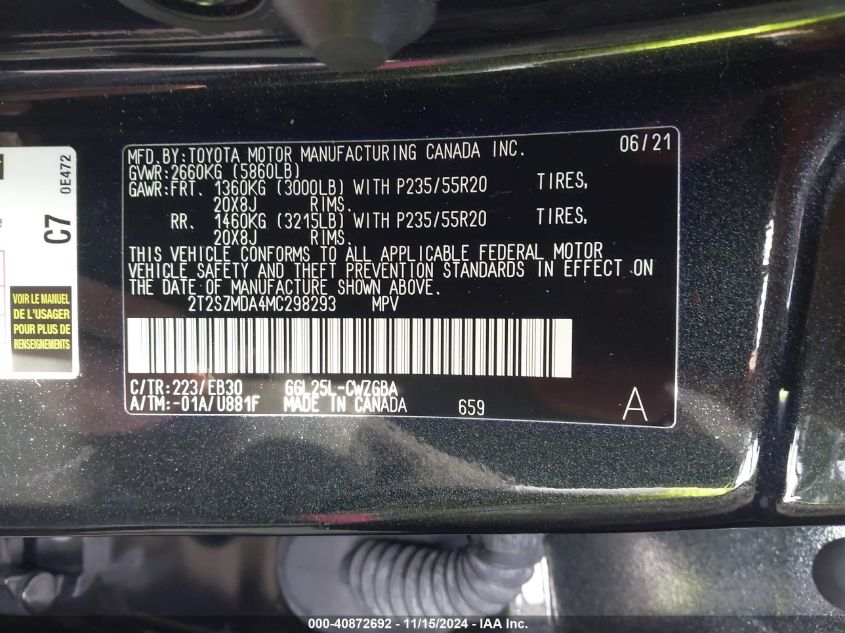 MFD.BY:TOYOTA MOTOR MANUFACTURING CANADA INC. 06/21
GVWR:2660KG (5860LB)
GAWR:FRT. 1360KG (3000LB) WITH P235/55R20 TIRES,
20X8J RIMS.
RR. 1460KG (3215LB) WITH P235/55R20 TIRES,
20X8J RIMS.
THIS VEHICLE CONFORMS TO ALL APPLICABLE FEDERAL MOTOR
VEHICLE SAFETY AND THEFT PREVENTION STANDARDS IN EFFECT ON
THE DATE OF MANUFACTURE SHOWN ABOVE.
2T2SZMDA4MC298293 MPV
C/TR:223/EB30 GGL25L-CWZGBA
A/TM:-01A/U881F MADE IN CANADA 659 A
C7 0E472
VOIR LE MANUEL
DE L'USAGER
POUR PLUS DE
RENSEIGNEMENTS
000-40872692 - 11/15/2024 - IAA Inc.